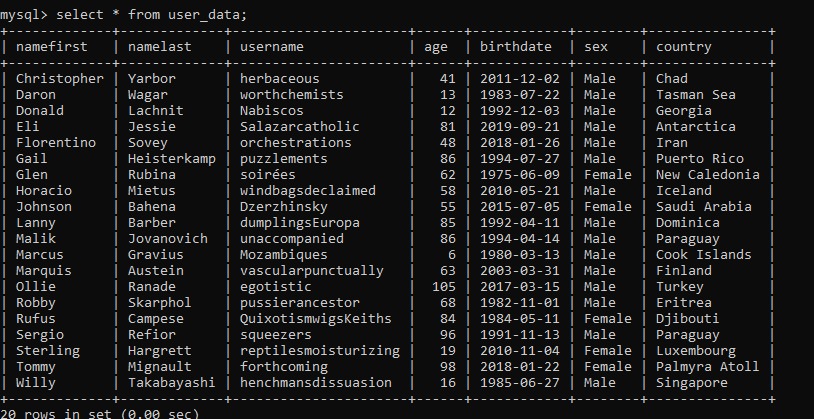 mysql> select * from user_data;
+-------------+-------------+----------------------+------+------------+--------+---------------+
| namefirst   | namelast    | username             | age  | birthdate  | sex    | country       |
+-------------+-------------+----------------------+------+------------+--------+---------------+
| Christopher | Yarbor      | herbaceous           |   41 | 2011-12-02 | Male   | Chad          |
| Daron       | Wagar       | worthchemists        |   13 | 1983-07-22 | Male   | Tasman Sea    |
| Donald      | Lachnit     | Nabiscos             |   12 | 1992-12-03 | Male   | Georgia       |
| Eli         | Jessie      | Salazarcatholic      |   81 | 2019-09-21 | Male   | Antarctica    |
| Florentino  | Sovey       | orchestrations       |   48 | 2018-01-26 | Male   | Iran          |
| Gail        | Heisterkamp | puzzlements          |   86 | 1994-07-27 | Male   | Puerto Rico   |
| Glen        | Rubina      | soirées              |   62 | 1975-06-09 | Female | New Caledonia |
| Horacio     | Mietus      | windbagsdeclaimed    |   58 | 2010-05-21 | Male   | Iceland       |
| Johnson     | Bahena      | Dzerzhinsky          |   55 | 2015-07-05 | Female | Saudi Arabia  |
| Lanny       | Barber      | dumplingsEuropa      |   85 | 1992-04-11 | Male   | Dominica      |
| Malik       | Jovanovich  | unaccompanied        |   86 | 1994-04-14 | Male   | Paraguay      |
| Marcus      | Gravius     | Mozambiques          |    6 | 1980-03-13 | Male   | Cook Islands  |
| Marquis     | Austein     | vascularpunctually   |   63 | 2003-03-31 | Male   | Finland       |
| Ollie       | Ranade      | egotistic            |  105 | 2017-03-15 | Male   | Turkey        |
| Robby       | Skarphol    | pussierancestor      |   68 | 1982-11-01 | Male   | Eritrea       |
| Rufus       | Campese     | QuixotismwigsKeiths  |   84 | 1984-05-11 | Female | Djibouti      |
| Sergio      | Refior      | squeezers            |   96 | 1991-11-13 | Male   | Paraguay      |
| Sterling    | Hargrett    | reptilesmoisturizing |   19 | 2010-11-04 | Female | Luxembourg    |
| Tommy       | Mignault    | forthcoming          |   98 | 2018-01-22 | Female | Palmyra Atoll |
| Willy       | Takabayashi | henchmansdissuasion  |   16 | 1985-06-27 | Male   | Singapore     |
+-------------+-------------+----------------------+------+------------+--------+---------------+
20 rows in set (0.00 sec)